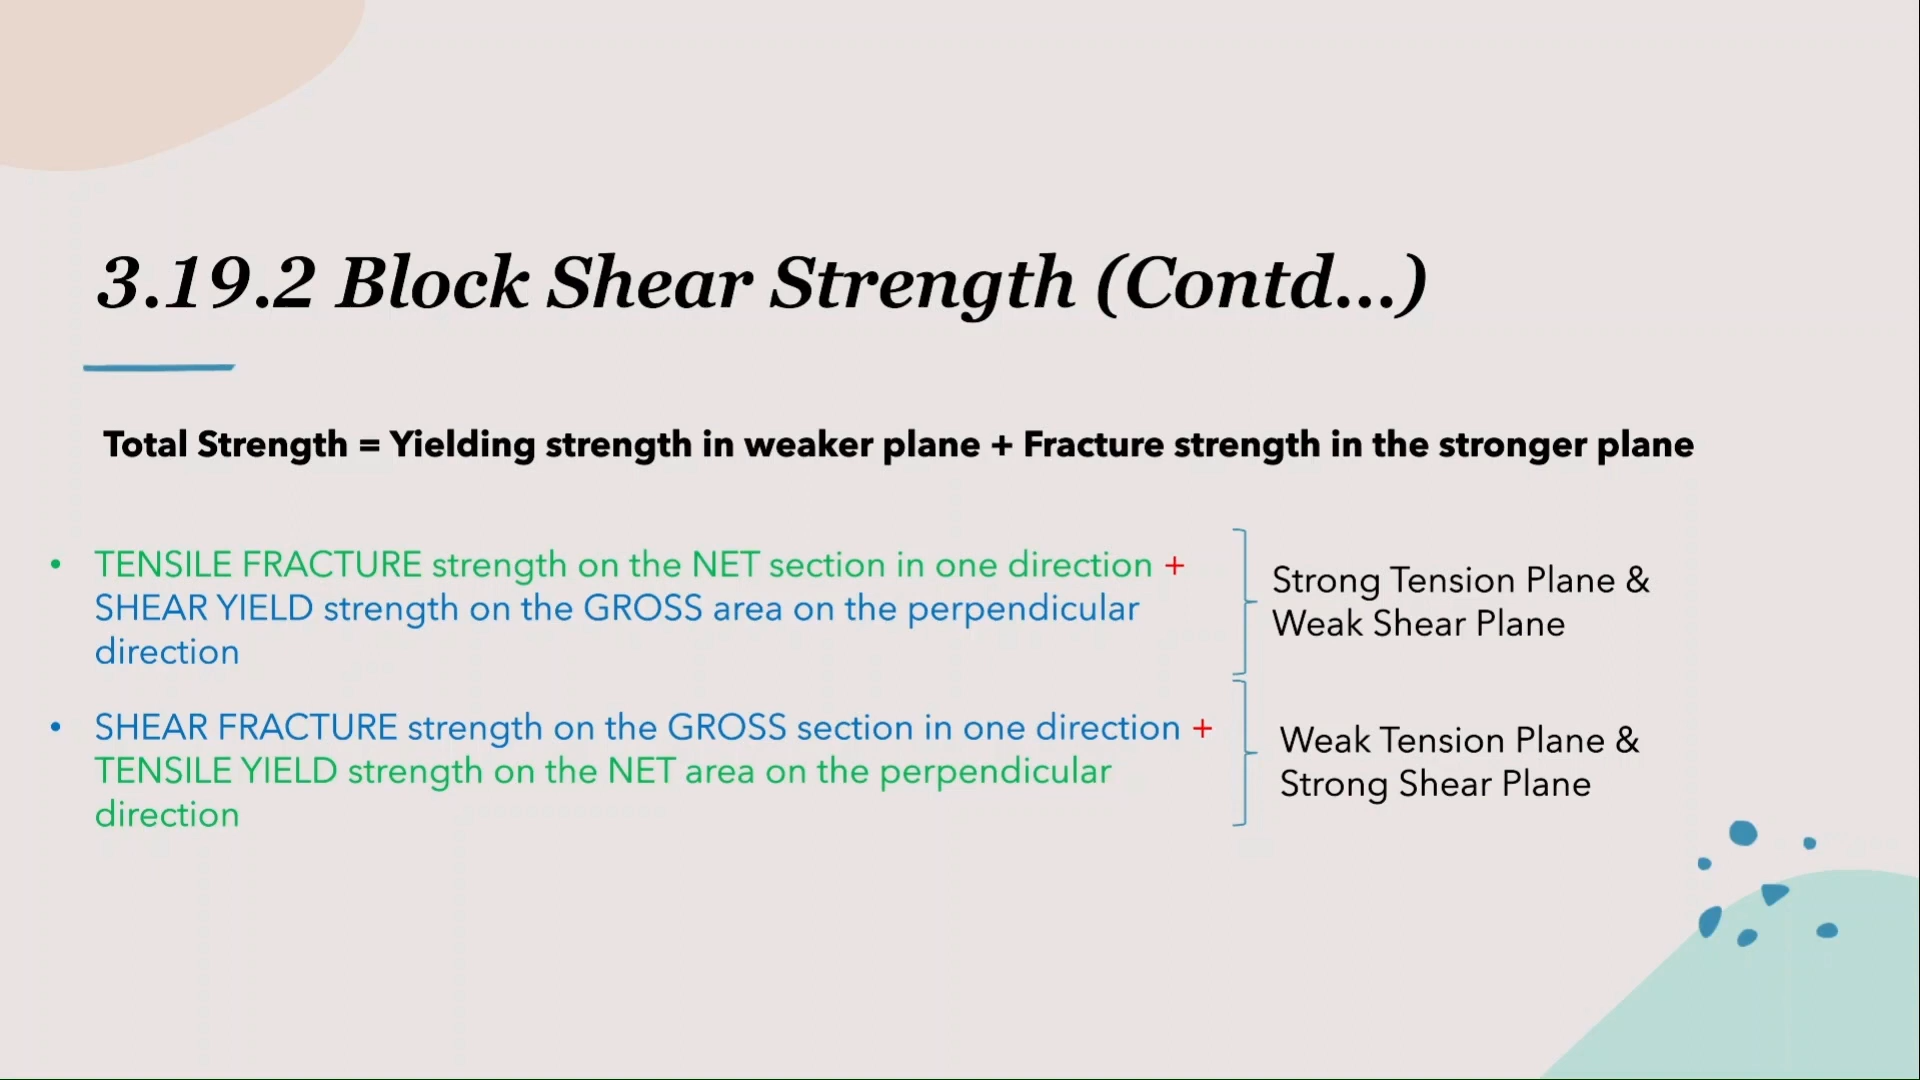 3.19.2 Block Shear Strength (Contd...)
Total Strength = Yielding strength in weaker plane + Fracture strength in the stronger plane
• TENSILE FRACTURE strength on the NET section in one direction +
SHEAR YIELD strength on the GROSS area on the perpendicular
direction
Strong Tension Plane &
Weak Shear Plane
• SHEAR FRACTURE strength on the GROSS section in one direction +
TENSILE YIELD strength on the NET area on the perpendicular
direction
Weak Tension Plane &
Strong Shear Plane